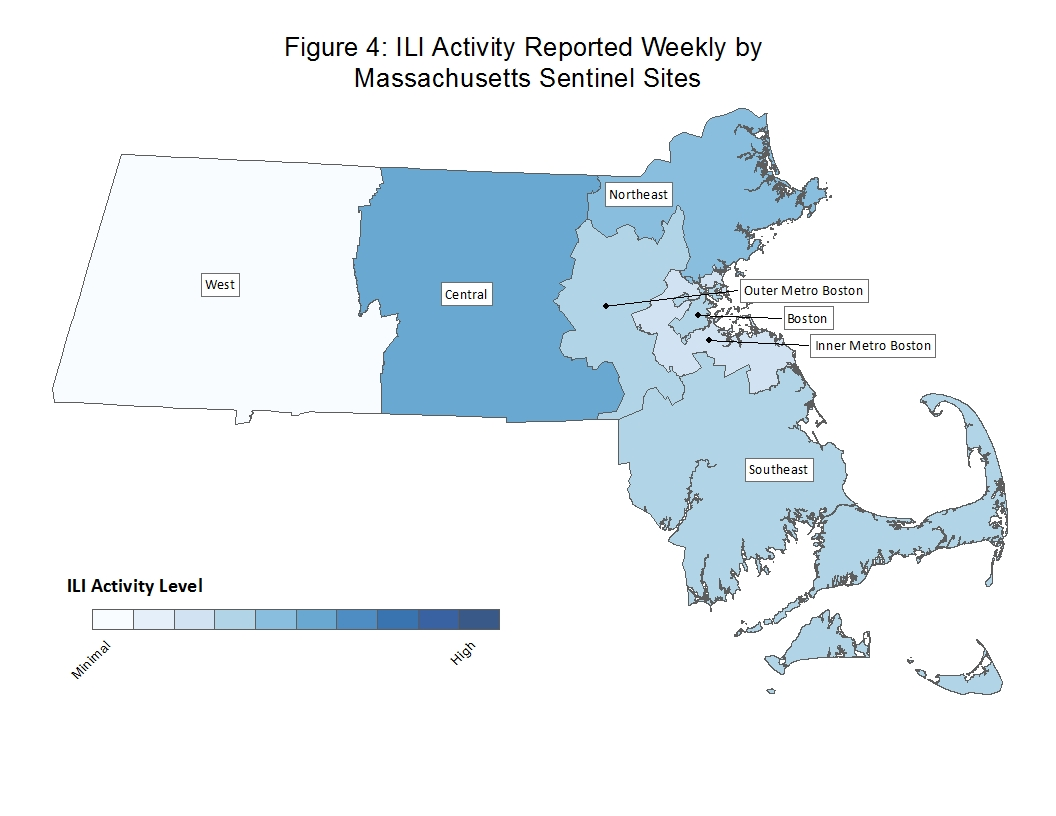 Figure 4: ILI Activity Reported Weekly by
Massachusetts Sentinel Sites
Northeast
West
Central
Outer Metro Boston
Boston
Inner Metro Boston
Southeast
ILI Activity Level
Minimal
High